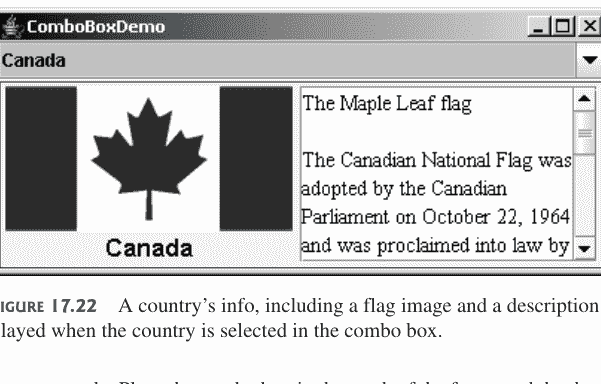 ComboBoxDemo
Canada
The Maple Leaf flag
The Canadian National Flag was
adopted by the Canadian
Parliament on October 22, 1964
and was proclaimed into law by
Canada
IGURE 17.22 A country's info, including a flag image and a description
layed when the country is selected in the combo box.